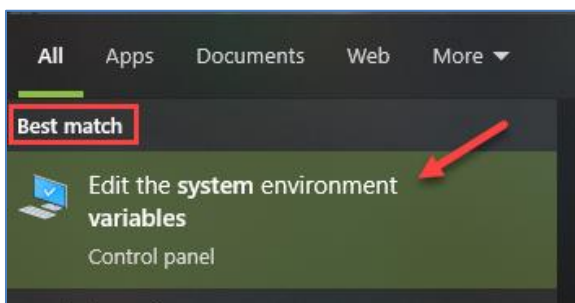 All Apps Documents Web More
Best match
Edit the system environment
variables
Control panel